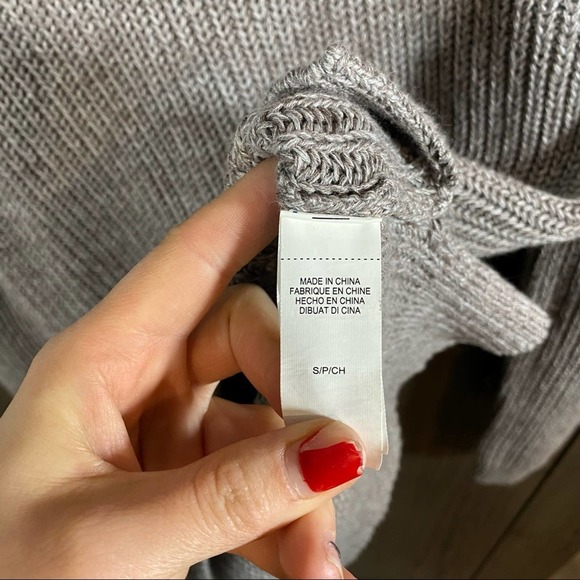 MADE IN CHINA
FABRIQUE EN CHINE
HECHO EN CHINA
DIBUAT DI CINA
S/P/CH